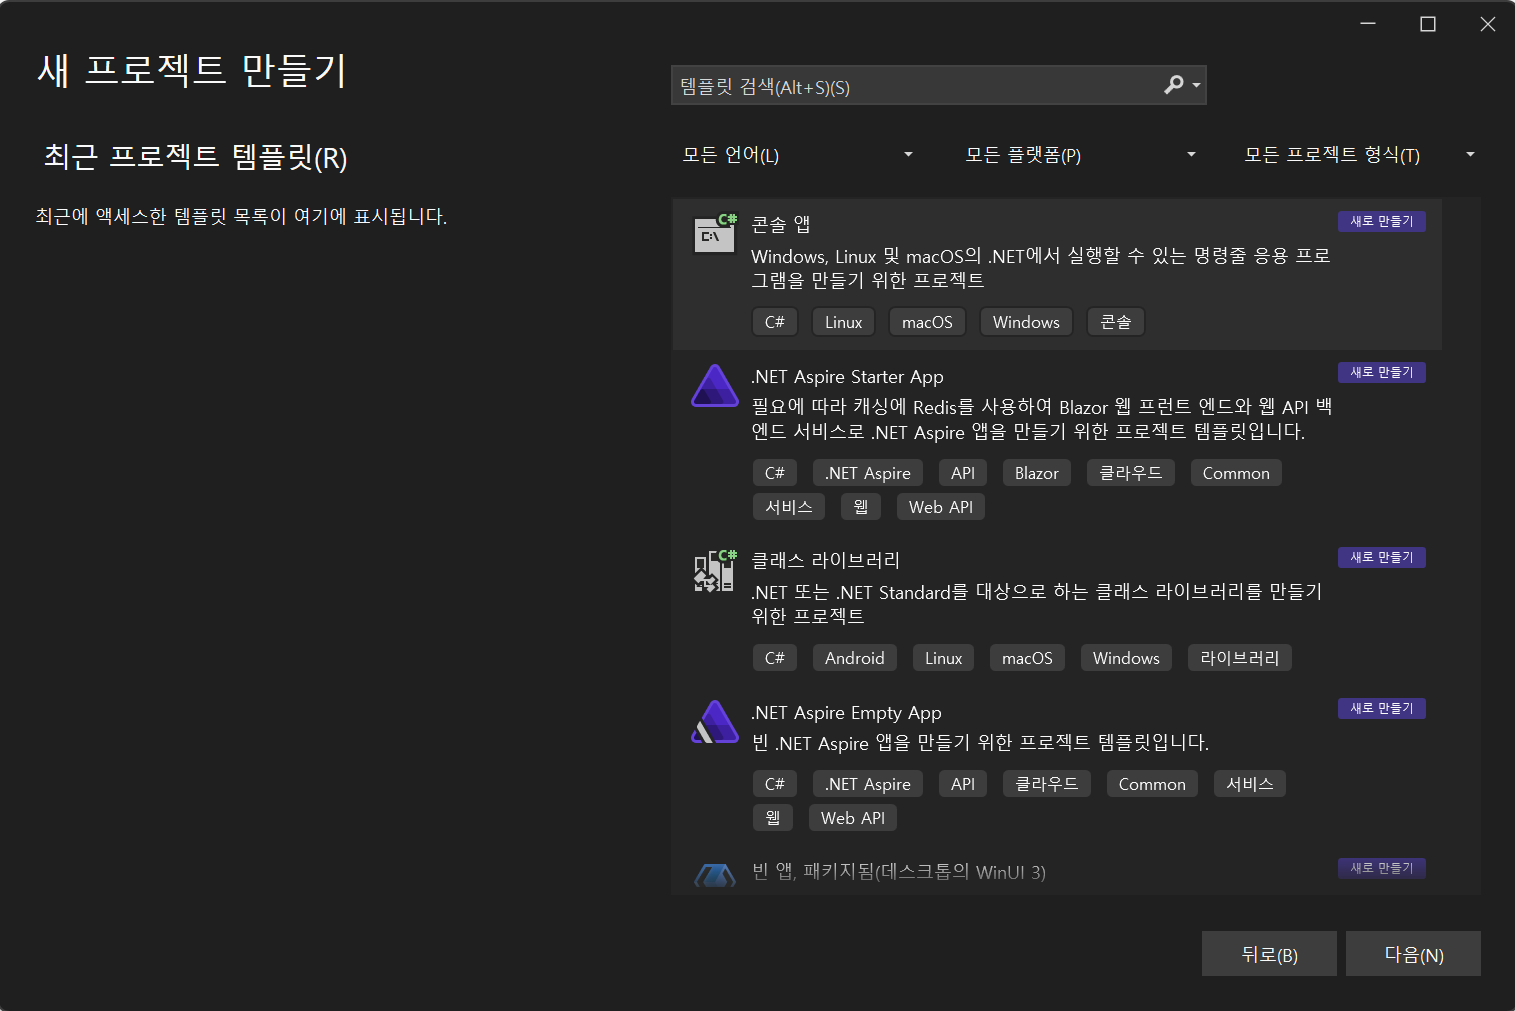 새 프로젝트 만들기
최근 프로젝트 템플릿(R)
최근에 액세스한 템플릿 목록이 여기에 표시됩니다.
템플릿 검색(Alt+S)(S)
모든 언어(L) 모든 플랫폼(P) 모든 프로젝트 형식(T)
C# C:\ 콘솔 앱 새로 만들기
Windows, Linux 및 macOS의 .NET에서 실행할 수 있는 명령줄 응용 프로
그램을 만들기 위한 프로젝트
C# Linux macOS Windows 콘솔
.NET Aspire Starter App 새로 만들기
필요에 따라 캐싱에 Redis를 사용하여 Blazor 웹 프런트 엔드와 웹 API 백
엔드 서비스로 .NET Aspire 앱을 만들기 위한 프로젝트 템플릿입니다.
C# .NET Aspire API Blazor 클라우드 Common
서비스 웹 Web API
C# 클래스 라이브러리 새로 만들기
.NET 또는 .NET Standard를 대상으로 하는 클래스 라이브러리를 만들기
위한 프로젝트
C# Android Linux macOS Windows 라이브러리
.NET Aspire Empty App 새로 만들기
빈 .NET Aspire 앱을 만들기 위한 프로젝트 템플릿입니다.
C# .NET Aspire API 클라우드 Common 서비스
웹 Web API
빈 앱, 패키지됨(데스크톱의 WinUI 3) 새로 만들기
뒤로(B) 다음(N)